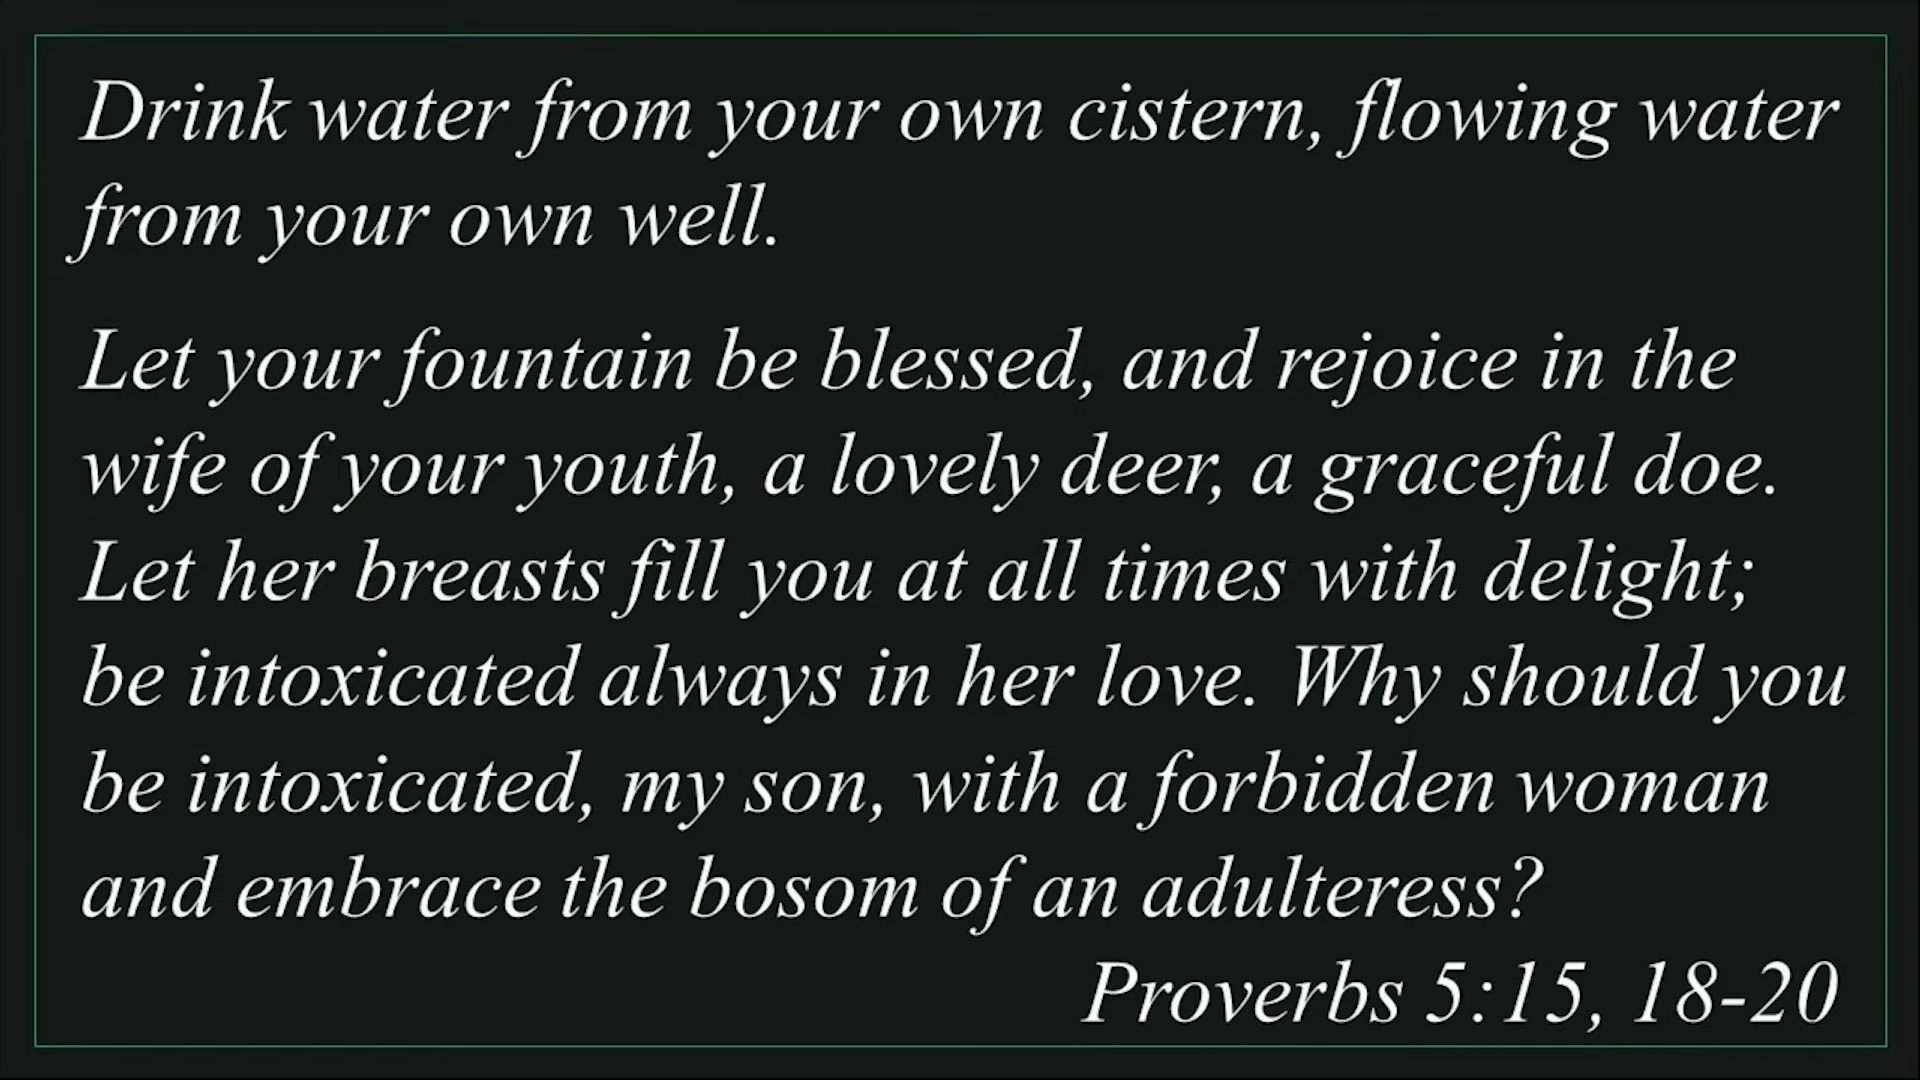 Drink water from your own cistern, flowing water
from your own well.
Let your fountain be blessed, and rejoice in the
wife of your youth, a lovely deer, a graceful doe.
Let her breasts fill you at all times with delight;
be intoxicated always in her love. Why should you
be intoxicated, my son, with a forbidden woman
and embrace the bosom of an adulteress?
Proverbs 5:15, 18-20